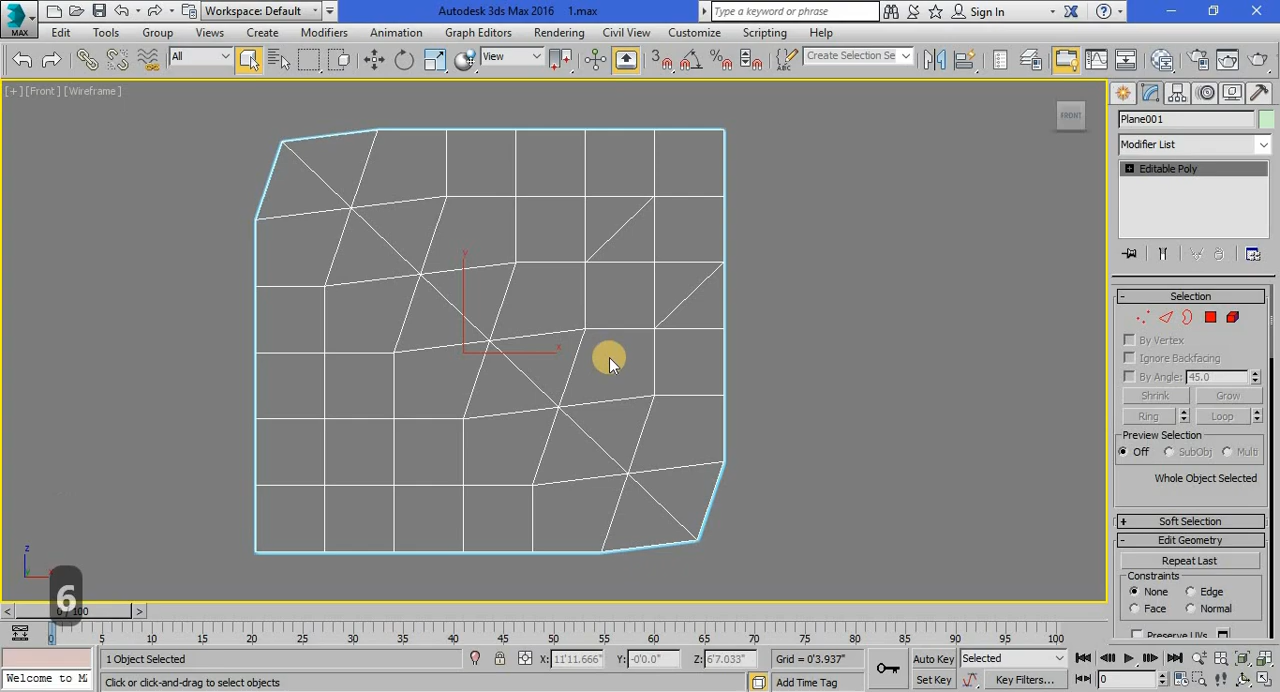 MAX
Workspace: Default
Autodesk 3ds Max 2016 1.max
Type a keyword or phrase
Sign In
Edit Tools Group Views Create Modifiers Animation Graph Editors Rendering Civil View Customize Scripting Help
All
View
3
Create Selection Se
[+] [Front] [Wireframe]
FRONT
Plane001
Modifier List
Editable Poly
Selection
By Vertex
Ignore Backfacing
By Angle: 45.0
Shrink Grow
Ring Loop
Preview Selection
Off SubObj Multi
Whole Object Selected
Soft Selection
Edit Geometry
Repeat Last
Constraints
None Edge
Face Normal
Preserve UVs
y
x
z
6
0 / 100
0 5 10 15 20 25 30 35 40 45 50 55 60 65 70 75 80 85 90 95 100
1 Object Selected
X: 11'11.666" Y: -0'0.0" Z: 6'7.033" Grid = 0'3.937"
Auto Key Selected
Welcome to M
Click or click-and-drag to select objects
Add Time Tag
Set Key Key Filters... 0